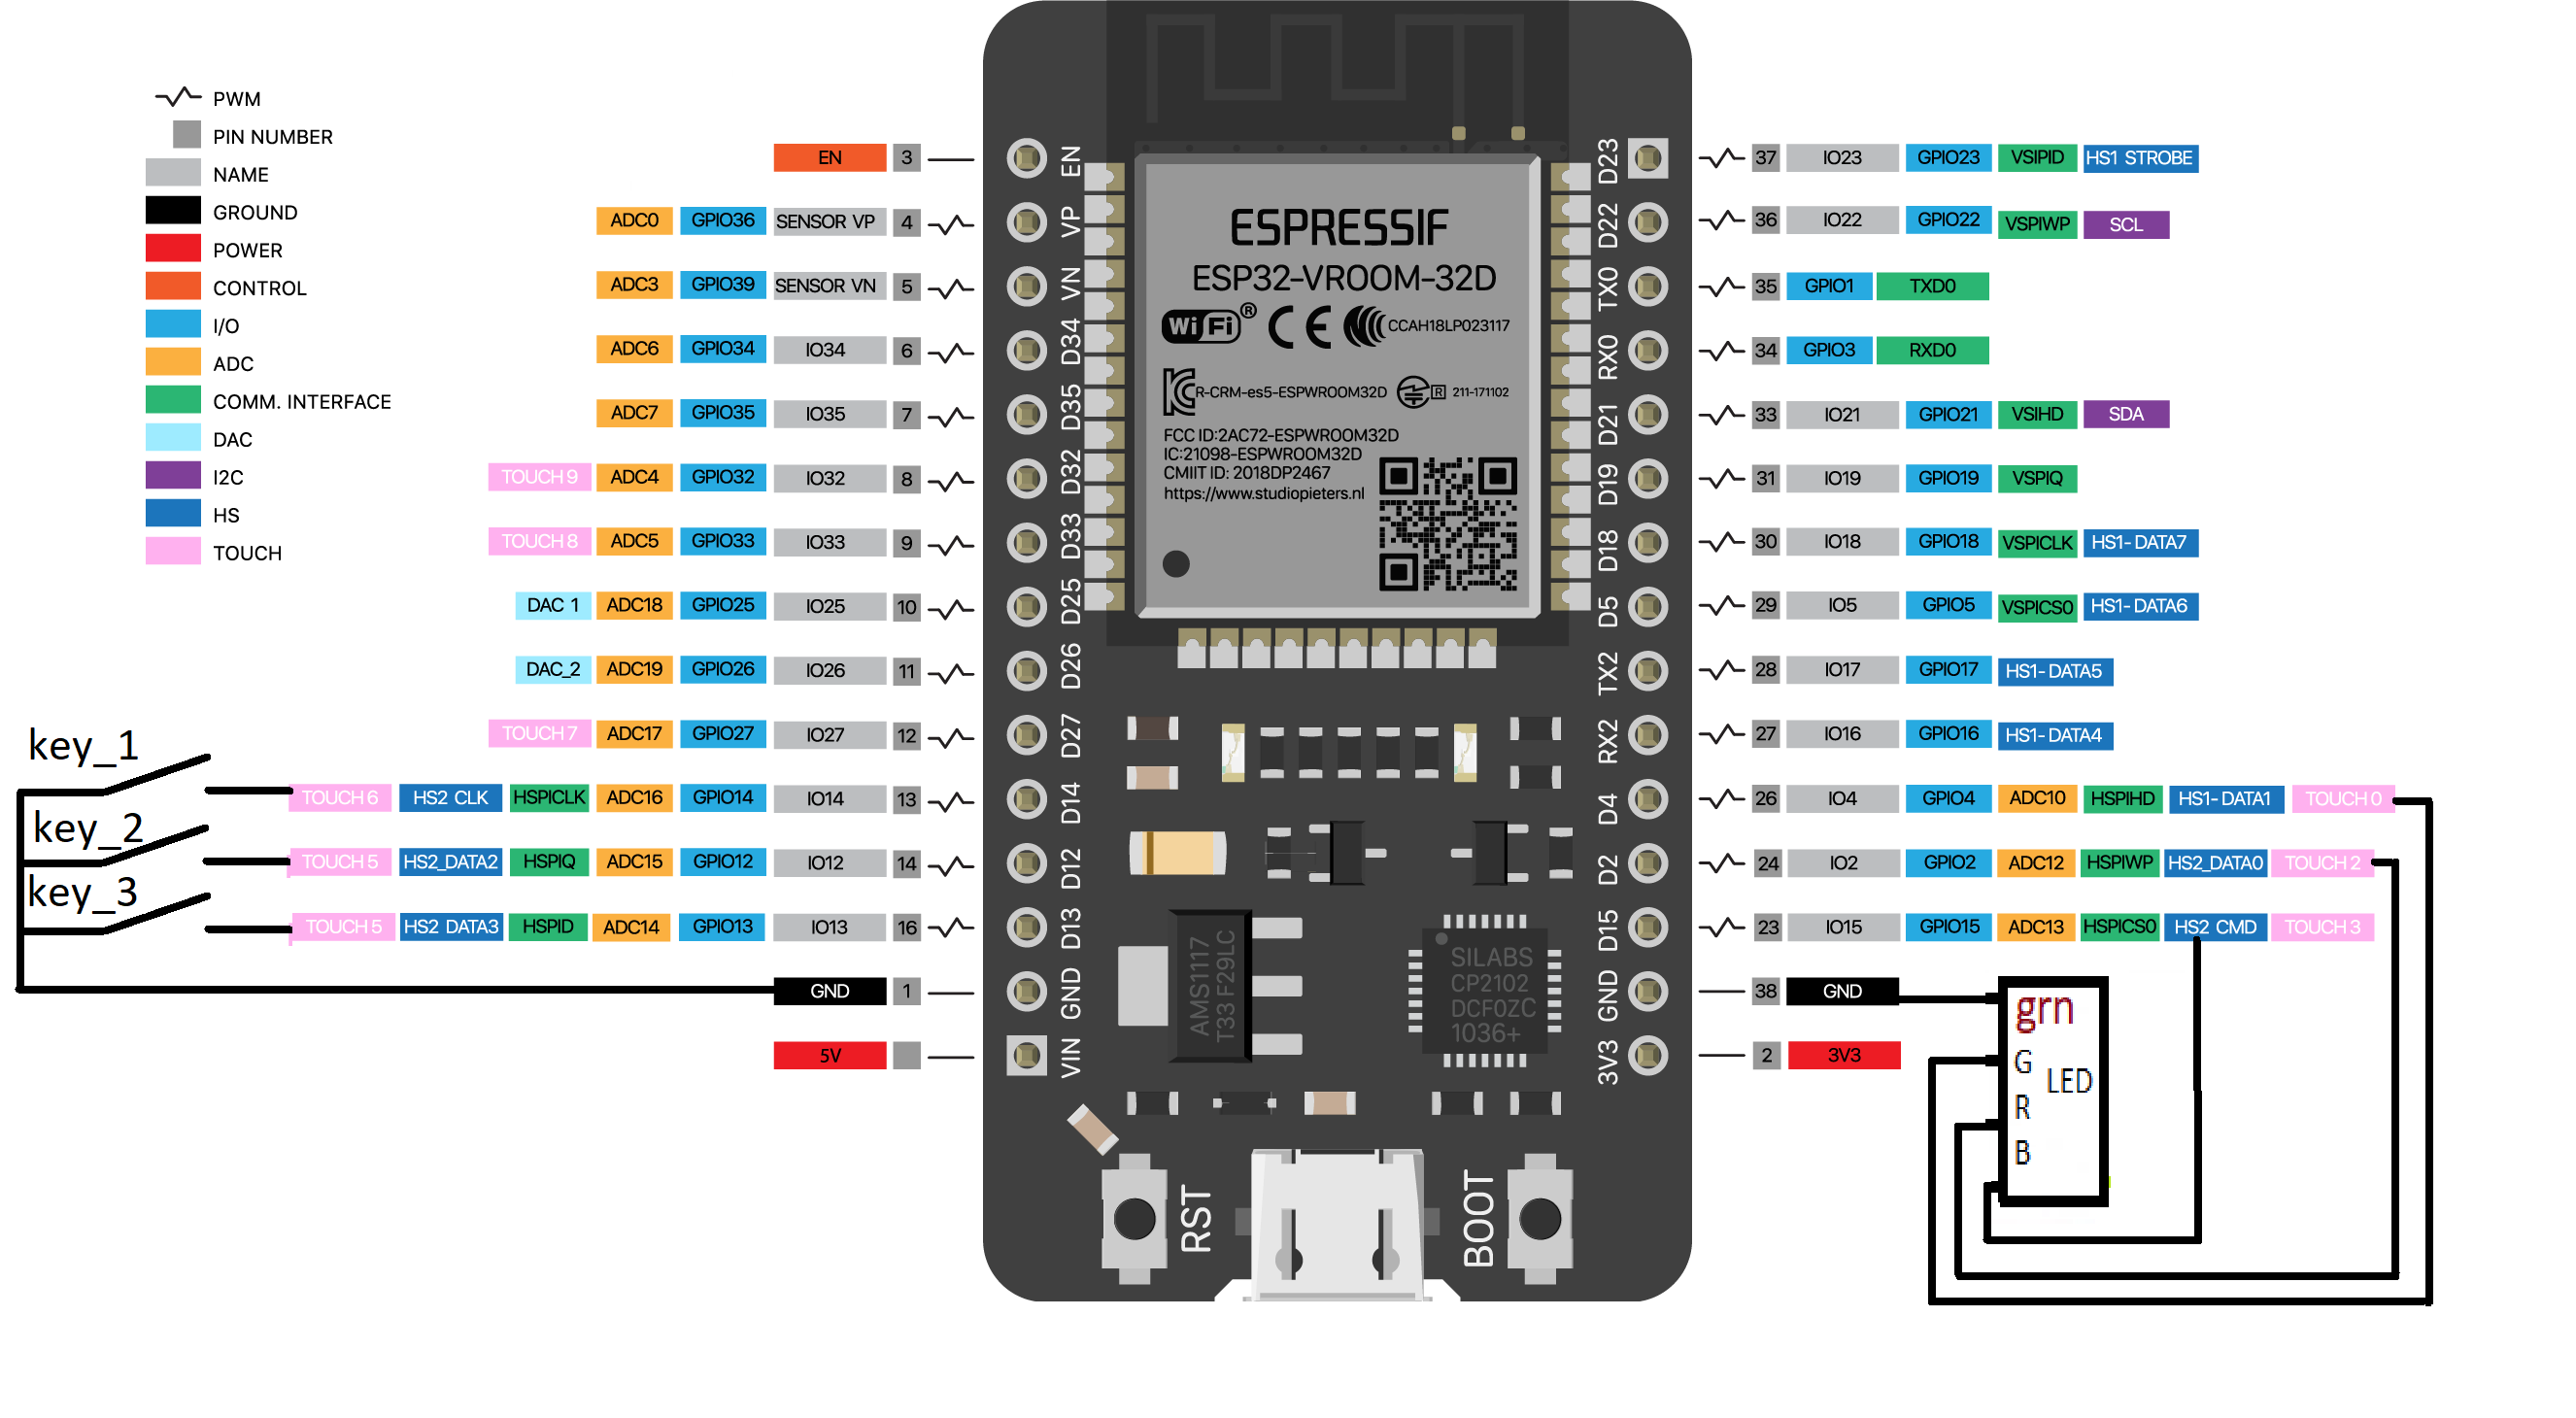 PWM
PIN NUMBER
NAME
GROUND
POWER
CONTROL
I/O
ADC
COMM. INTERFACE
DAC
I2C
HS
TOUCH
EN 3
ADC0 GPIO36 SENSOR VP 4
ADC3 GPIO39 SENSOR VN 5
ADC6 GPIO34 IO34 6
ADC7 GPIO35 IO35 7
TOUCH 9 ADC4 GPIO32 IO32 8
TOUCH 8 ADC5 GPIO33 IO33 9
DAC 1 ADC18 GPIO25 IO25 10
DAC_2 ADC19 GPIO26 IO26 11
TOUCH 7 ADC17 GPIO27 IO27 12
key_1
TOUCH 6 HS2 CLK HSPICLK ADC16 GPIO14 IO14 13
key_2
TOUCH 5 HS2_DATA2 HSPIQ ADC15 GPIO12 IO12 14
key_3
TOUCH 5 HS2 DATA3 HSPID ADC14 GPIO13 IO13 16
GND 1
5V
EN
VP
VN
D34
D35
D32
D33
D25
D26
D27
D14
D12
D13
GND
VIN
ESPRESSIF
ESP32-VROOM-32D
WiFi® CE CCAH18LP023117
R-CRM-es5-ESPWROOM32D R 211-171102
FCC ID:2AC72-ESPWROOM32D
IC:21098-ESPWROOM32D
CMIIT ID: 2018DP2467
https://www.studiopieters.nl
AMS1117
T33 F29LC
SILABS
CP2102
DCF0ZC
1036+
RST
BOOT
D23
D22
TX0
RX0
D21
D19
D18
D5
TX2
RX2
D4
D2
D15
GND
3V3
37 IO23 GPIO23 VSIPID HS1 STROBE
36 IO22 GPIO22 VSPIWP SCL
35 GPIO1 TXD0
34 GPIO3 RXD0
33 IO21 GPIO21 VSIHD SDA
31 IO19 GPIO19 VSPIQ
30 IO18 GPIO18 VSPICLK HS1-DATA7
29 IO5 GPIO5 VSPICS0 HS1-DATA6
28 IO17 GPIO17 HS1-DATA5
27 IO16 GPIO16 HS1-DATA4
26 IO4 GPIO4 ADC10 HSPIHD HS1-DATA1 TOUCH 0
24 IO2 GPIO2 ADC12 HSPIWP HS2_DATA0 TOUCH 2
23 IO15 GPIO15 ADC13 HSPICS0 HS2 CMD TOUCH 3
38 GND
2 3V3
grn
G
LED
R
B